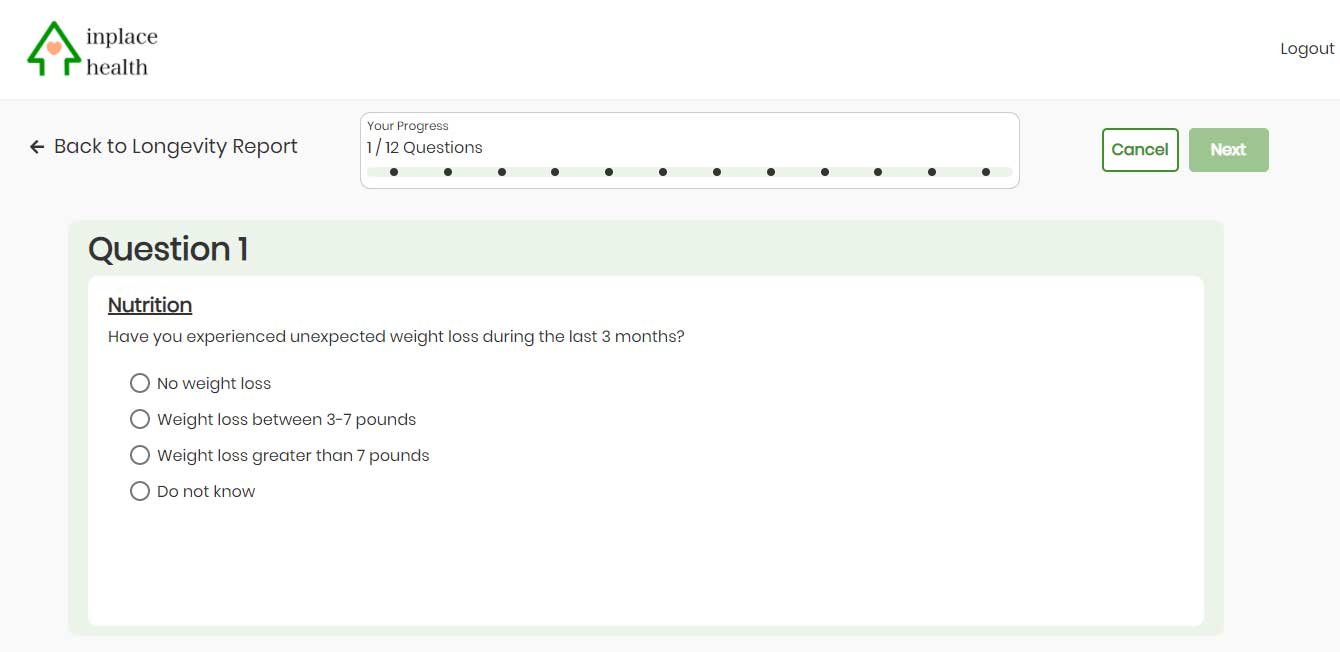 inplace
health
Logout
← Back to Longevity Report
Your Progress
1 / 12 Questions
Cancel
Next
Question 1
Nutrition
Have you experienced unexpected weight loss during the last 3 months?
No weight loss
Weight loss between 3-7 pounds
Weight loss greater than 7 pounds
Do not know